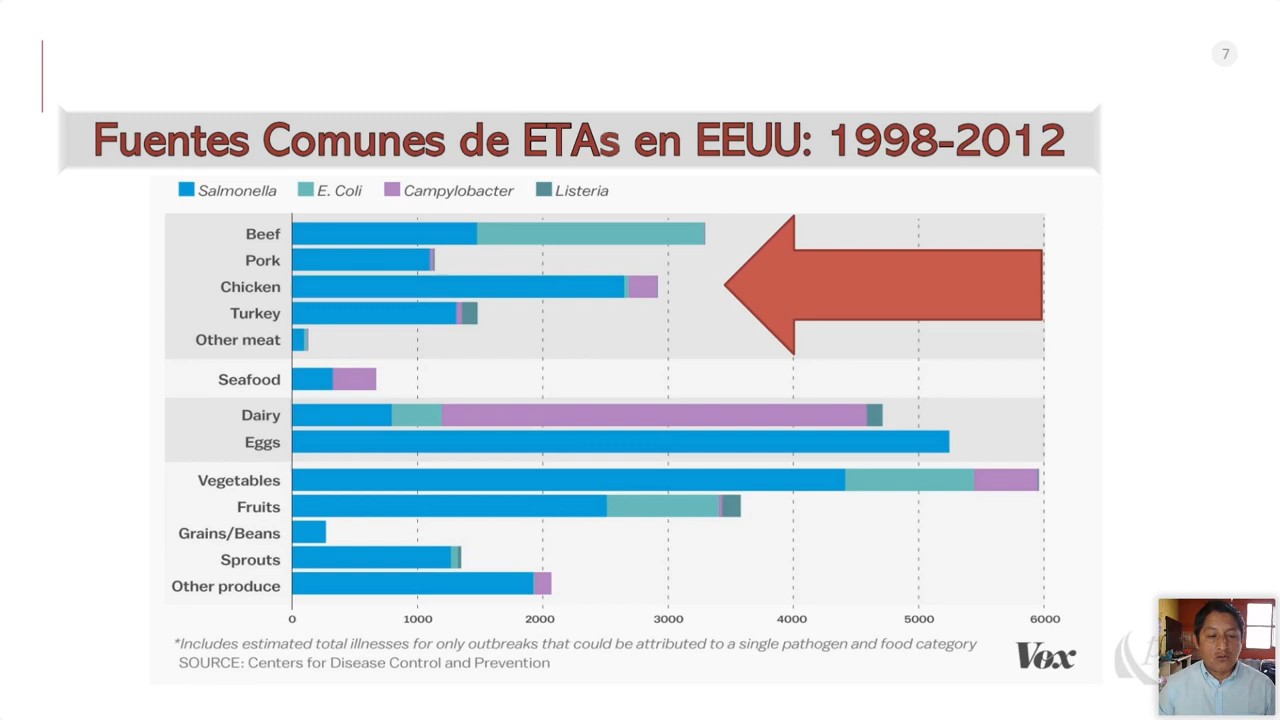 7
Fuentes Comunes de ETAs en EEUU: 1998-2012
Salmonella E. Coli Campylobacter Listeria
Beef
Pork
Chicken
Turkey
Other meat
Seafood
Dairy
Eggs
Vegetables
Fruits
Grains/Beans
Sprouts
Other produce
0 1000 2000 3000 4000 5000 6000
*Includes estimated total illnesses for only outbreaks that could be attributed to a single pathogen and food category
SOURCE: Centers for Disease Control and Prevention
Vox